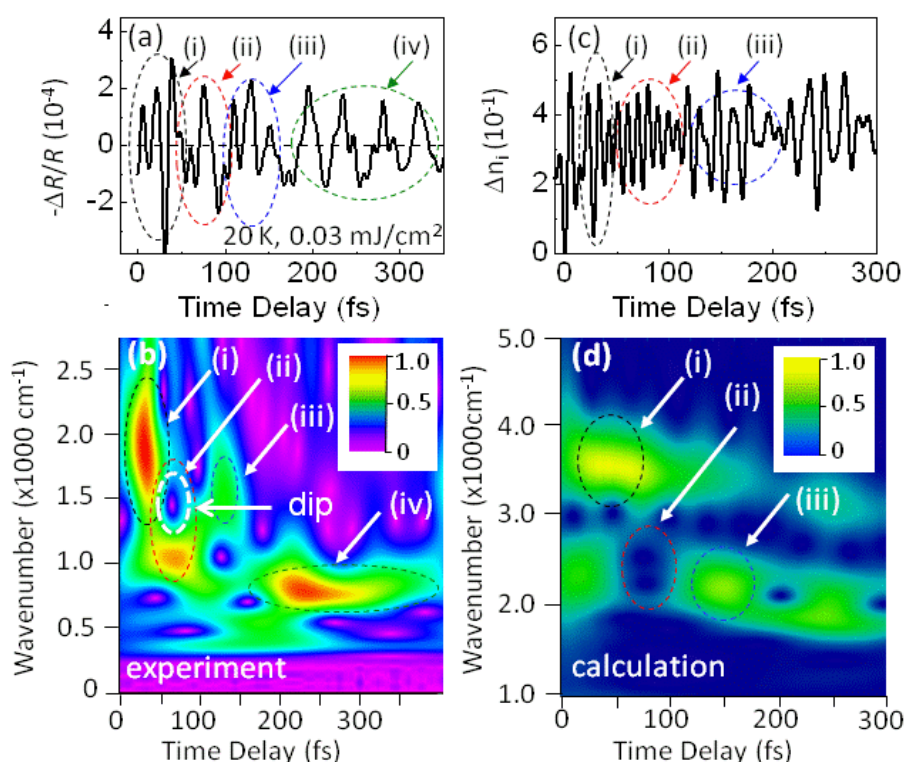 (a)
(i)
(ii)
(iii)
(iv)
4
2
0
-2
-ΔR/R (10⁻⁴)
20 K, 0.03 mJ/cm²
0
100
200
300
Time Delay (fs)
(c)
(i)
(ii)
(iii)
6
4
2
0
Δnᵢ (10⁻¹)
0
100
200
300
Time Delay (fs)
(b)
(i)
(ii)
(iii)
dip
(iv)
1.0
0.5
0
2.5
2.0
1.5
1.0
0.5
0
Wavenumber (x1000 cm⁻¹)
experiment
0
100
200
300
Time Delay (fs)
(d)
(i)
(ii)
(iii)
1.0
0.5
0
5.0
4.0
3.0
2.0
1.0
Wavenumber (x1000cm⁻¹)
calculation
0
100
200
300
Time Delay (fs)